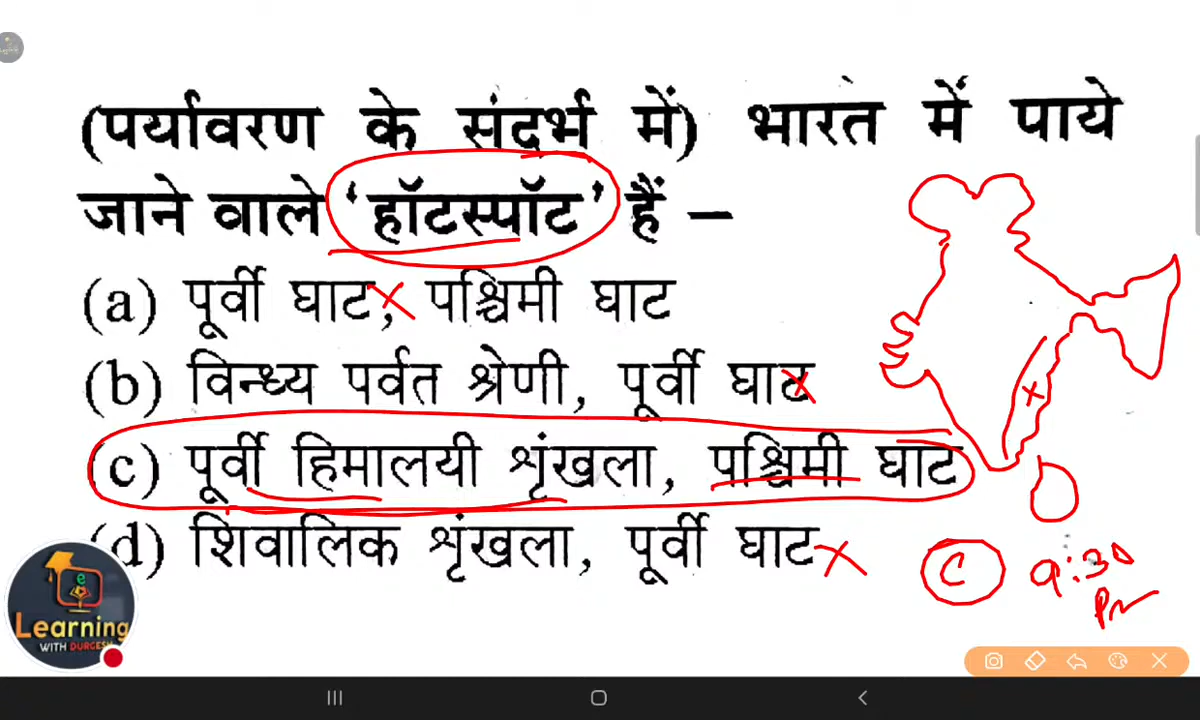 (पर्यावरण के संदर्भ में) भारत में पाये
जाने वाले 'हॉटस्पॉट' हैं –
(a) पूर्वी घाट, पश्चिमी घाट
(b) विन्ध्य पर्वत श्रेणी, पूर्वी घाट
(c) पूर्वी हिमालयी शृंखला, पश्चिमी घाट
(d) शिवालिक शृंखला, पूर्वी घाट
C 9:30
Pm
e
Learning
WITH DURGESH